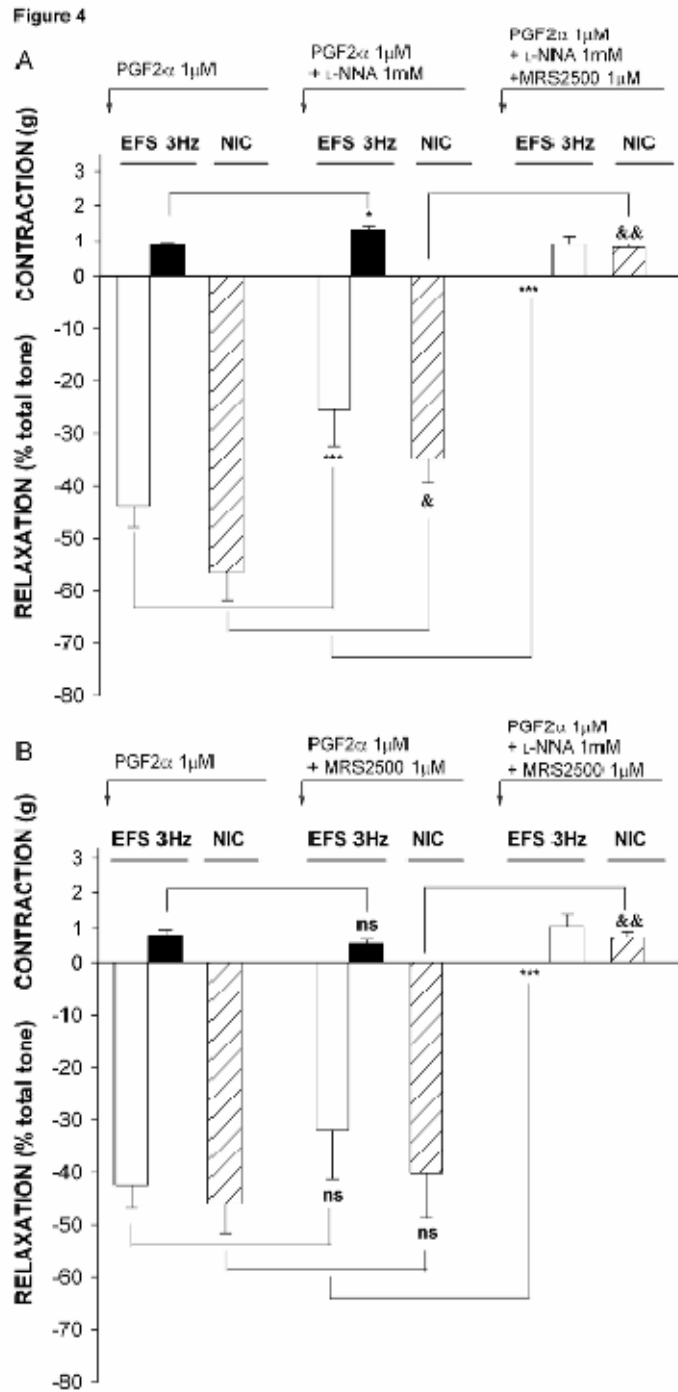 Figure 4
A
PGF2α 1µM
PGF2α 1µM
+ L-NNA 1mM
PGF2α 1µM
+ L-NNA 1mM
+MRS2500 1µM
EFS 3Hz
NIC
EFS 3Hz
NIC
EFS 3Hz
NIC
CONTRACTION (g)
3
2
1
0
*
&&
***
RELAXATION (% total tone)
-10
-20
-30
-40
-50
-60
-70
-80
***
&
B
PGF2α 1µM
PGF2α 1µM
+ MRS2500 1µM
PGF2α 1µM
+ L-NNA 1mM
+ MRS2500 1µM
EFS 3Hz
NIC
EFS 3Hz
NIC
EFS 3Hz
NIC
CONTRACTION (g)
3
2
1
0
ns
&&
***
RELAXATION (% total tone)
-10
-20
-30
-40
-50
-60
-70
-80
ns
ns